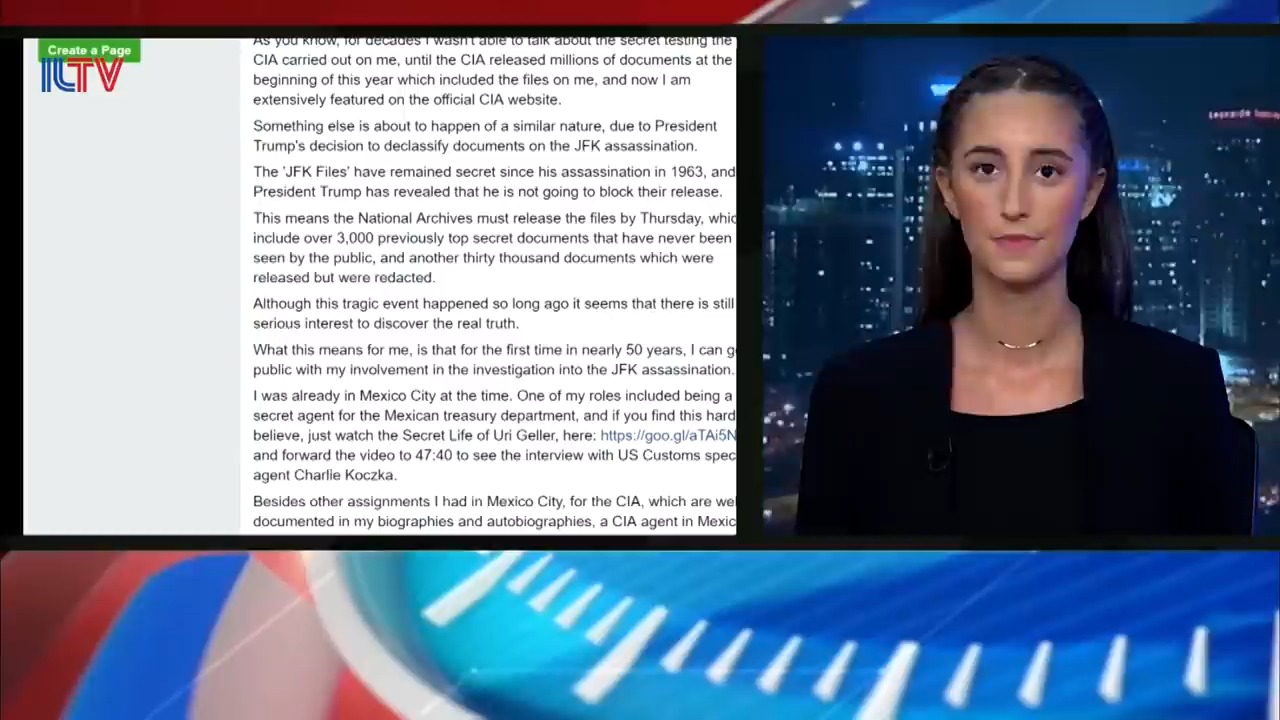 Create a Page
ILTV
As you know, for decades I wasn't able to talk about the secret testing the
CIA carried out on me, until the CIA released millions of documents at the
beginning of this year which included the files on me, and now I am
extensively featured on the official CIA website.
Something else is about to happen of a similar nature, due to President
Trump's decision to declassify documents on the JFK assassination.
The 'JFK Files' have remained secret since his assassination in 1963, and
President Trump has revealed that he is not going to block their release.
This means the National Archives must release the files by Thursday, whic
include over 3,000 previously top secret documents that have never been
seen by the public, and another thirty thousand documents which were
released but were redacted.
Although this tragic event happened so long ago it seems that there is still
serious interest to discover the real truth.
What this means for me, is that for the first time in nearly 50 years, I can g
public with my involvement in the investigation into the JFK assassination.
I was already in Mexico City at the time. One of my roles included being a
secret agent for the Mexican treasury department, and if you find this hard
believe, just watch the Secret Life of Uri Geller, here: https://goo.gl/aTAi5N
and forward the video to 47:40 to see the interview with US Customs spec
agent Charlie Koczka.
Besides other assignments I had in Mexico City, for the CIA, which are wel
documented in my biographies and autobiographies, a CIA agent in Mexic